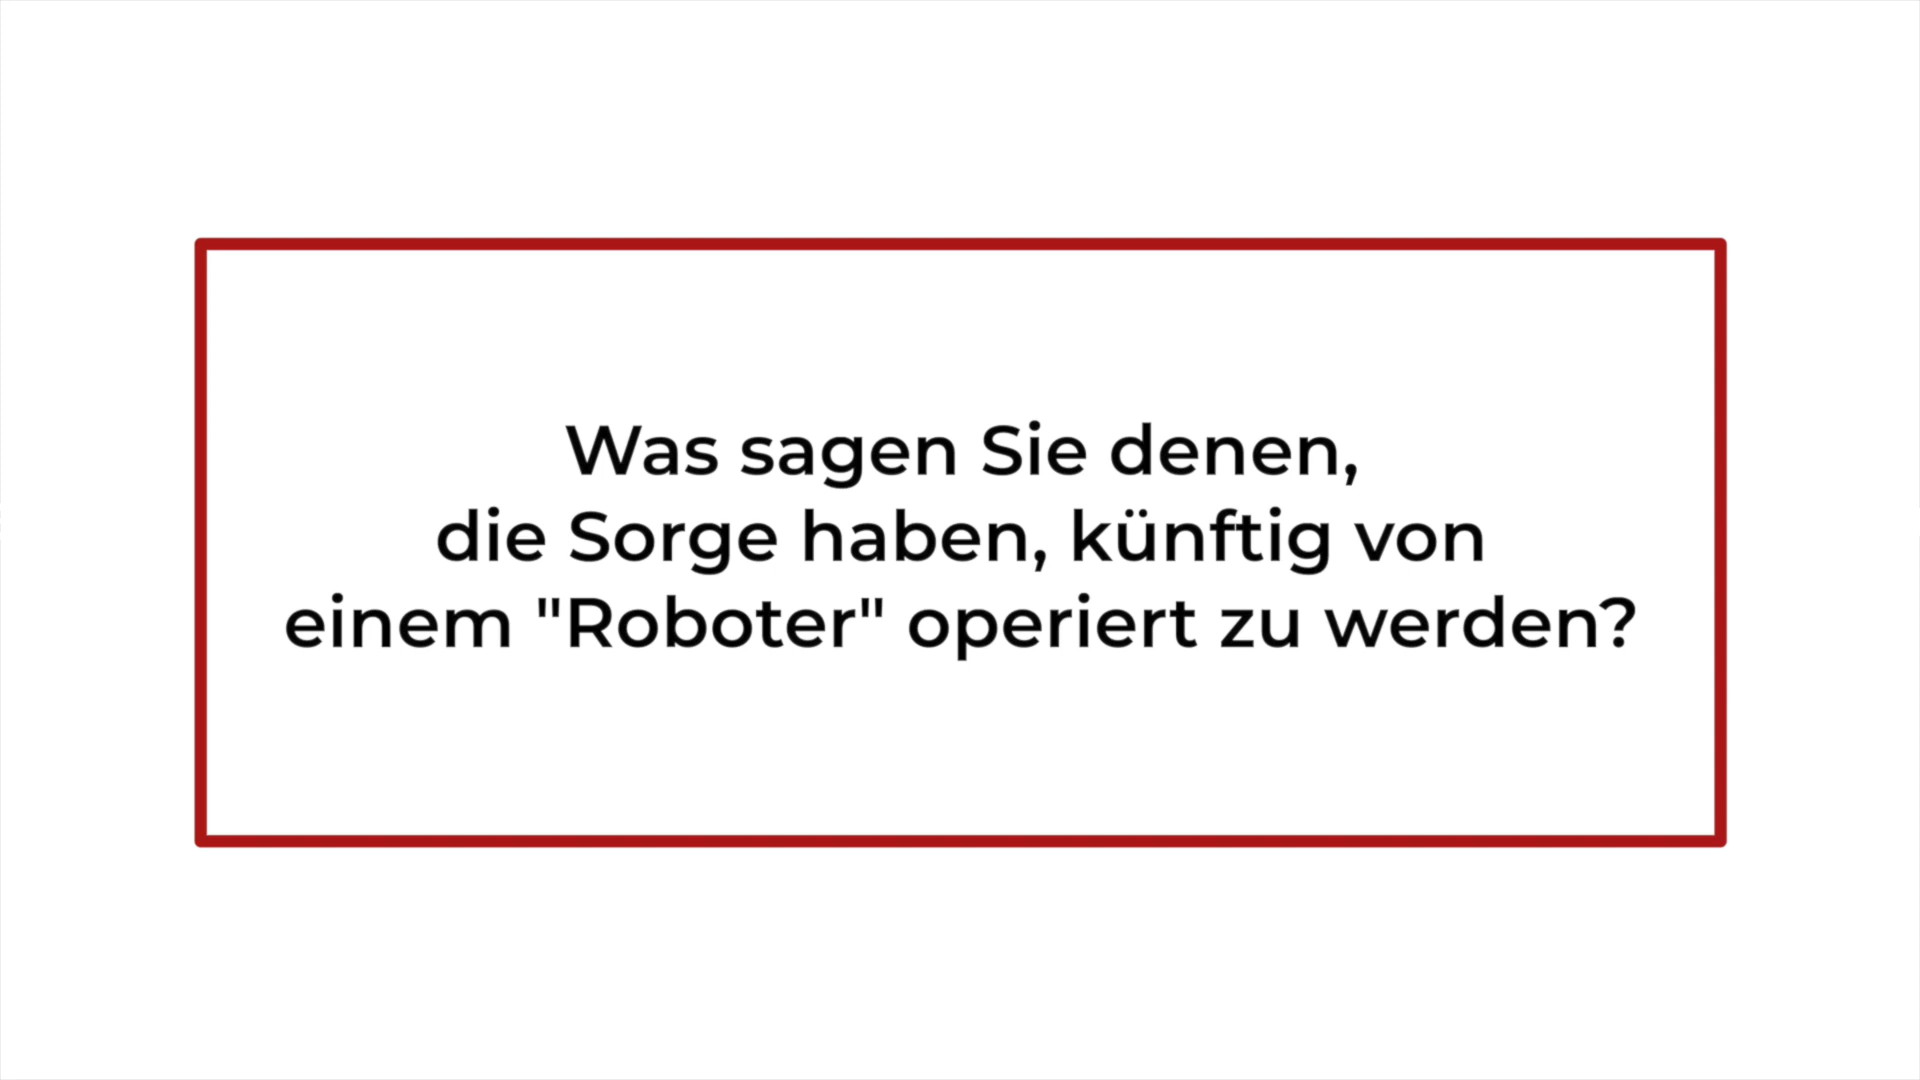 Was sagen Sie denen,
die Sorge haben, künftig von
einem "Roboter" operiert zu werden?